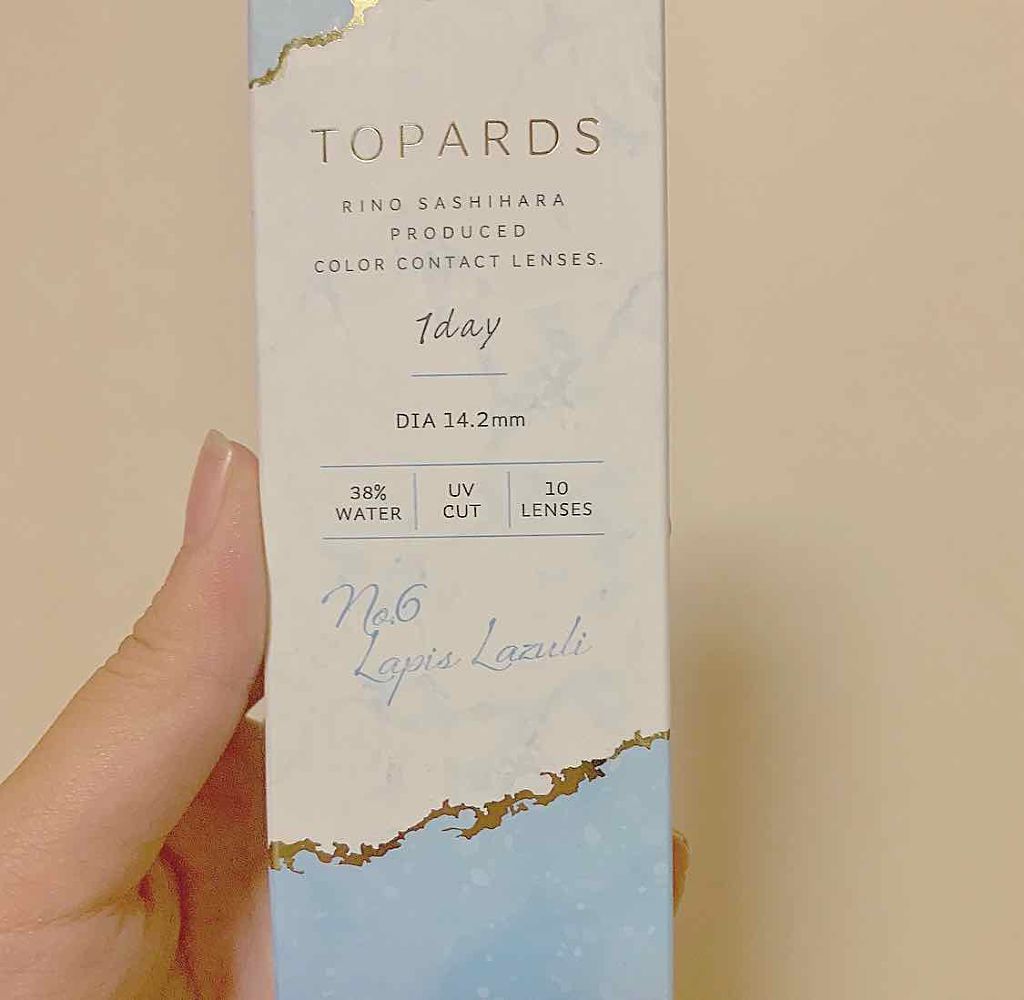 TOPARDS
RINO SASHIHARA
PRODUCED
COLOR CONTACT LENSES.
1day
DIA 14.2mm
38% WATER
UV CUT
10 LENSES
No.6
Lapis Lazuli